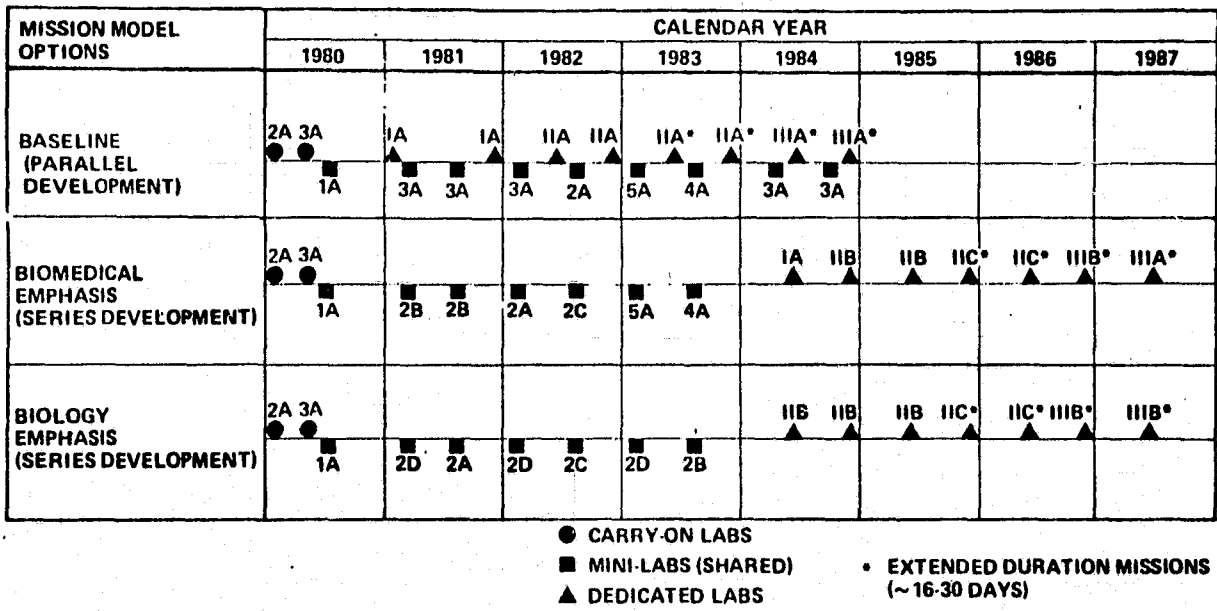 MISSION MODEL
OPTIONS
CALENDAR YEAR
1980 1981 1982 1983 1984 1985 1986 1987
BASELINE
(PARALLEL
DEVELOPMENT)
2A 3A IA IA IIA IIA IIA* IIA* IIIA* IIIA*
1A 3A 3A 3A 2A 5A 4A 3A 3A
BIOMEDICAL
EMPHASIS
(SERIES DEVELOPMENT)
2A 3A IA IIB IIB IIC* IIC* IIIB* IIIA*
1A 2B 2B 2A 2C 5A 4A
BIOLOGY
EMPHASIS
(SERIES DEVELOPMENT)
2A 3A IIB IIB IIB IIC* IIC* IIIB* IIIB*
1A 2D 2A 2D 2C 2D 2B
CARRY-ON LABS
MINI-LABS (SHARED)
DEDICATED LABS
* EXTENDED DURATION MISSIONS
(~16-30 DAYS)